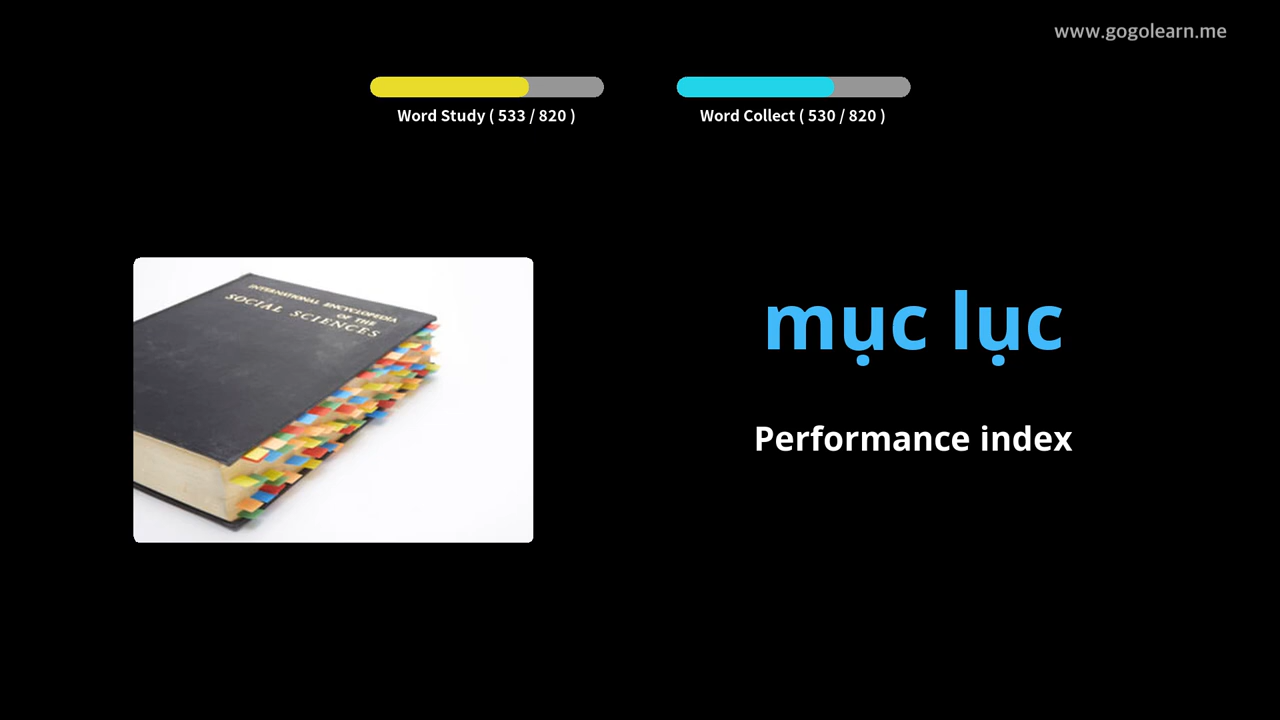 www.gogolearn.me
Word Study ( 533 / 820 )
Word Collect ( 530 / 820 )
INTERNATIONAL ENCYCLOPEDIA
OF THE
SOCIAL SCIENCES
mục lục
Performance index